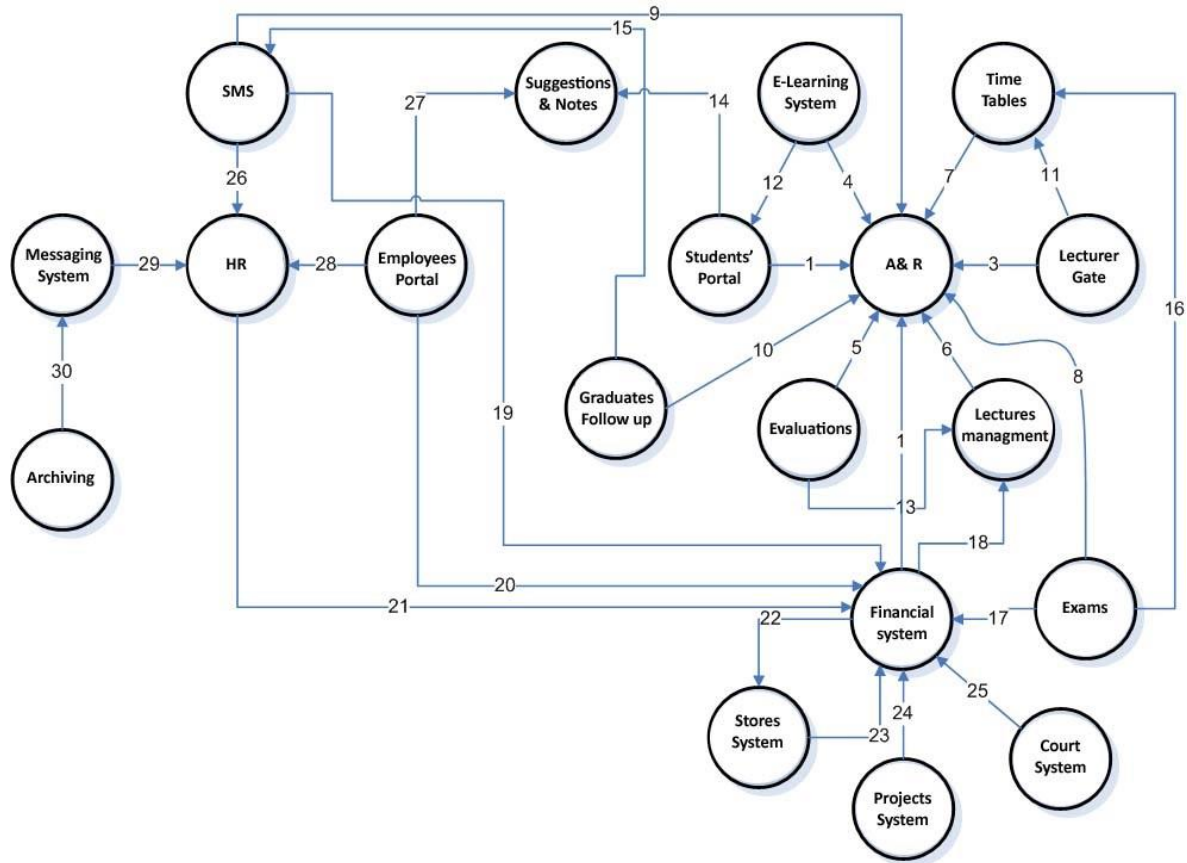 9
15
SMS
Suggestions
& Notes
E-Learning
System
Time
Tables
27
14
26
12
4
7
11
Messaging
System
29
HR
28
Employees
Portal
Students'
Portal
1
A& R
3
Lecturer
Gate
16
30
10
5
6
8
Graduates
Follow up
19
Evaluations
Lectures
managment
1
Archiving
13
18
20
21
22
Financial
system
17
Exams
25
24
23
Stores
System
Court
System
Projects
System